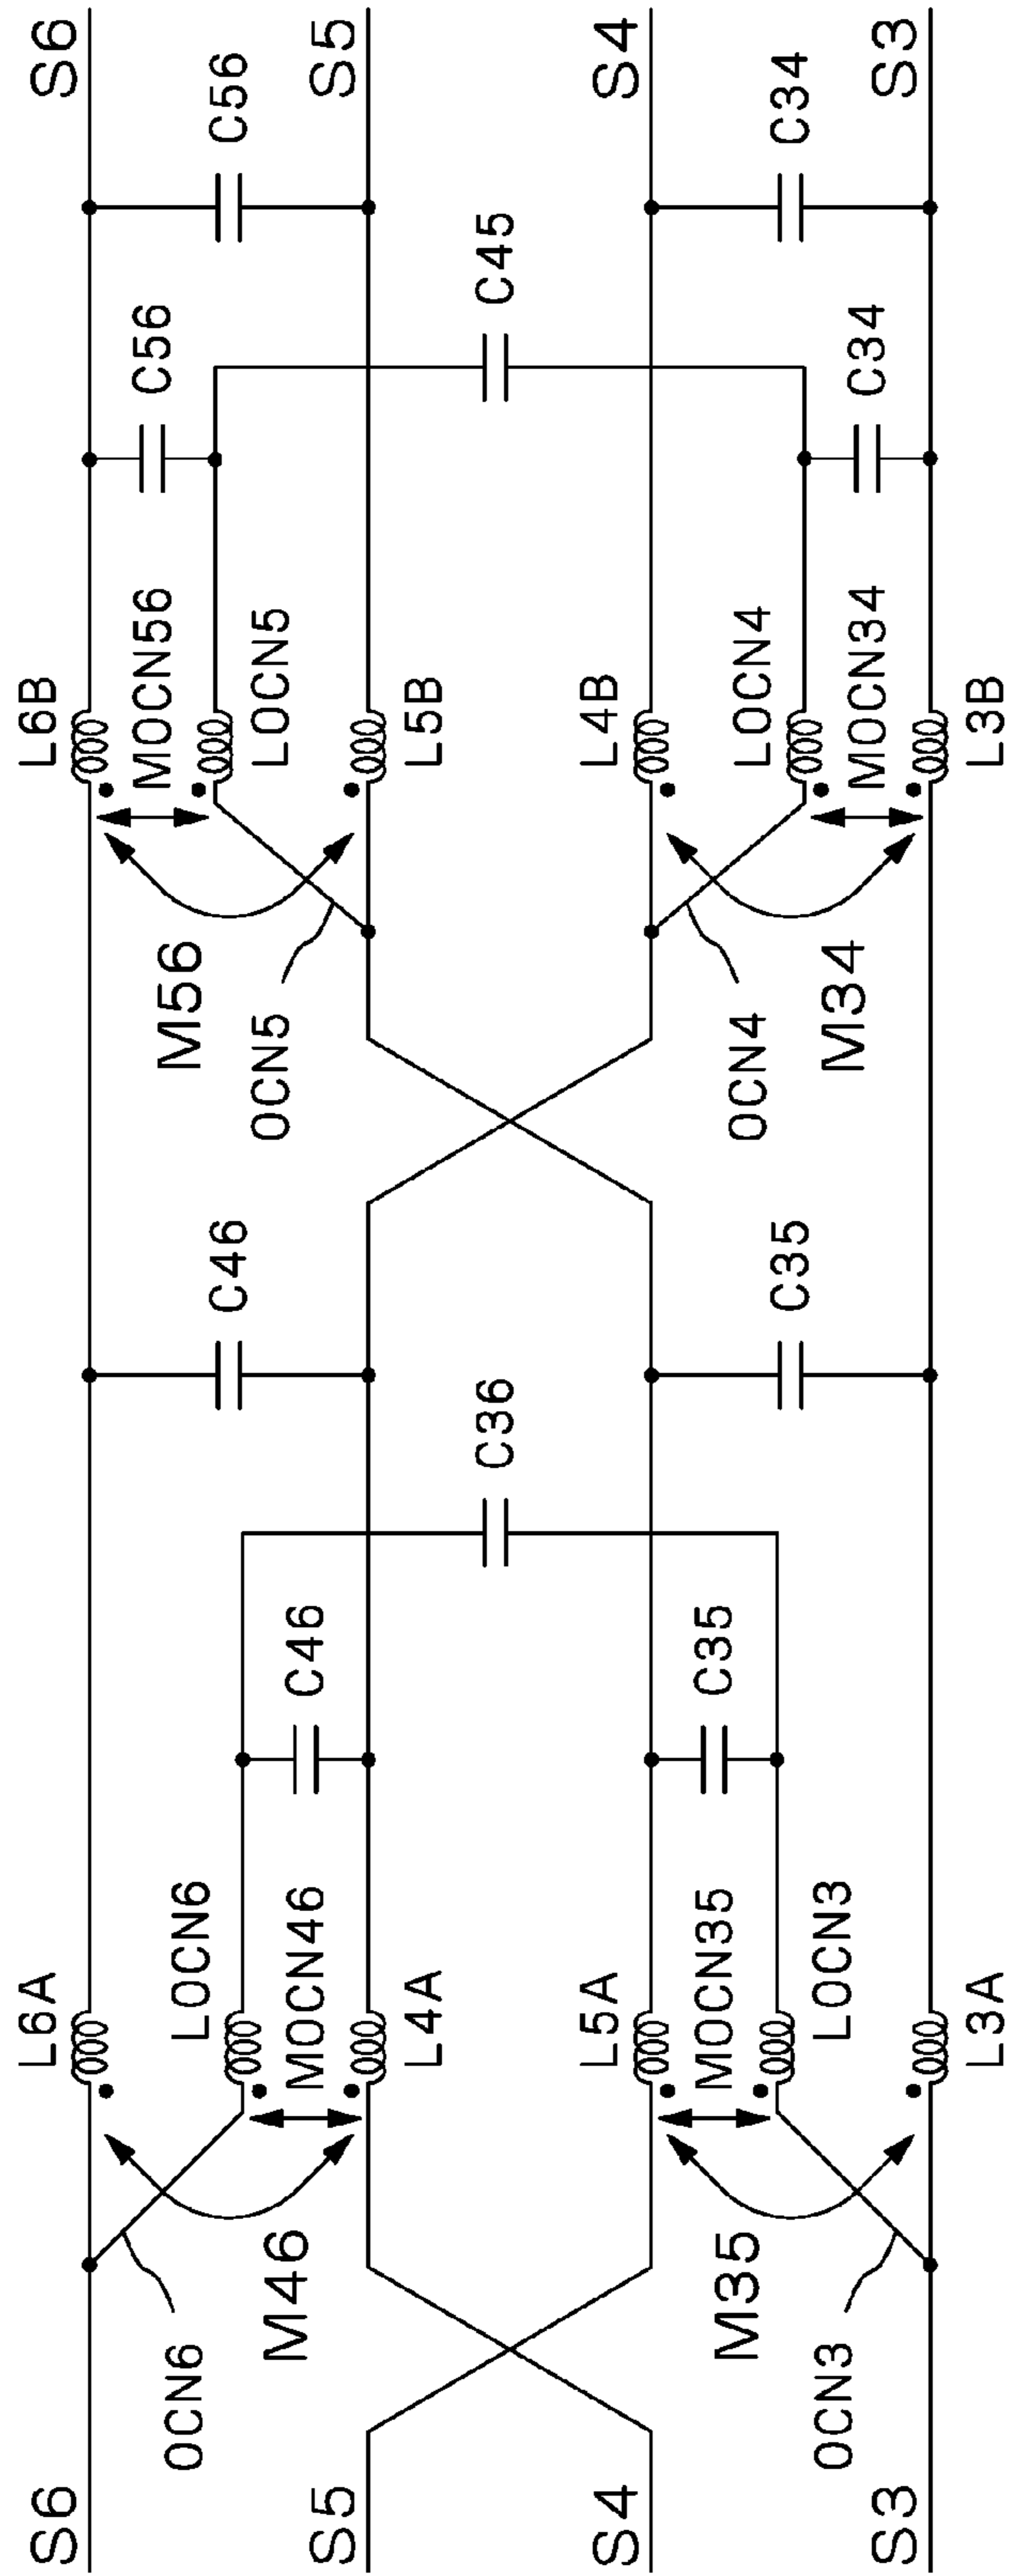 S6
S5
S4
S3
C56
C34
C45
C56
C34
L6B
MOCN56
LOCN5
L5B
L4B
LOCN4
MOCN34
L3B
M56
OCN5
OCN4
M34
C46
C35
C36
C46
C35
L6A
LOCN6
MOCN46
L4A
L5A
MOCN35
LOCN3
L3A
M46
M35
OCN6
OCN3
S6
S5
S4
S3